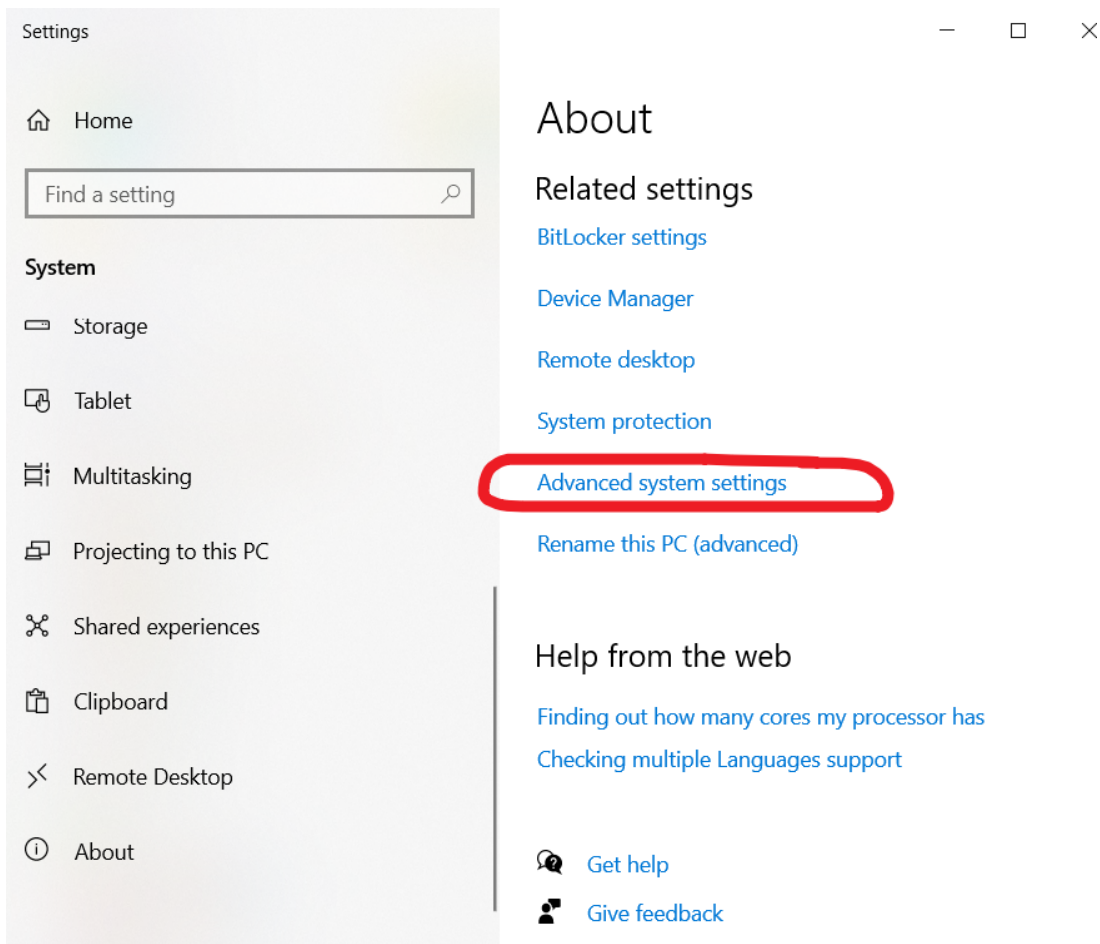 Settings
Home
Find a setting
System
Storage
Tablet
Multitasking
Projecting to this PC
Shared experiences
Clipboard
Remote Desktop
About
About
Related settings
BitLocker settings
Device Manager
Remote desktop
System protection
Advanced system settings
Rename this PC (advanced)
Help from the web
Finding out how many cores my processor has
Checking multiple Languages support
Get help
Give feedback